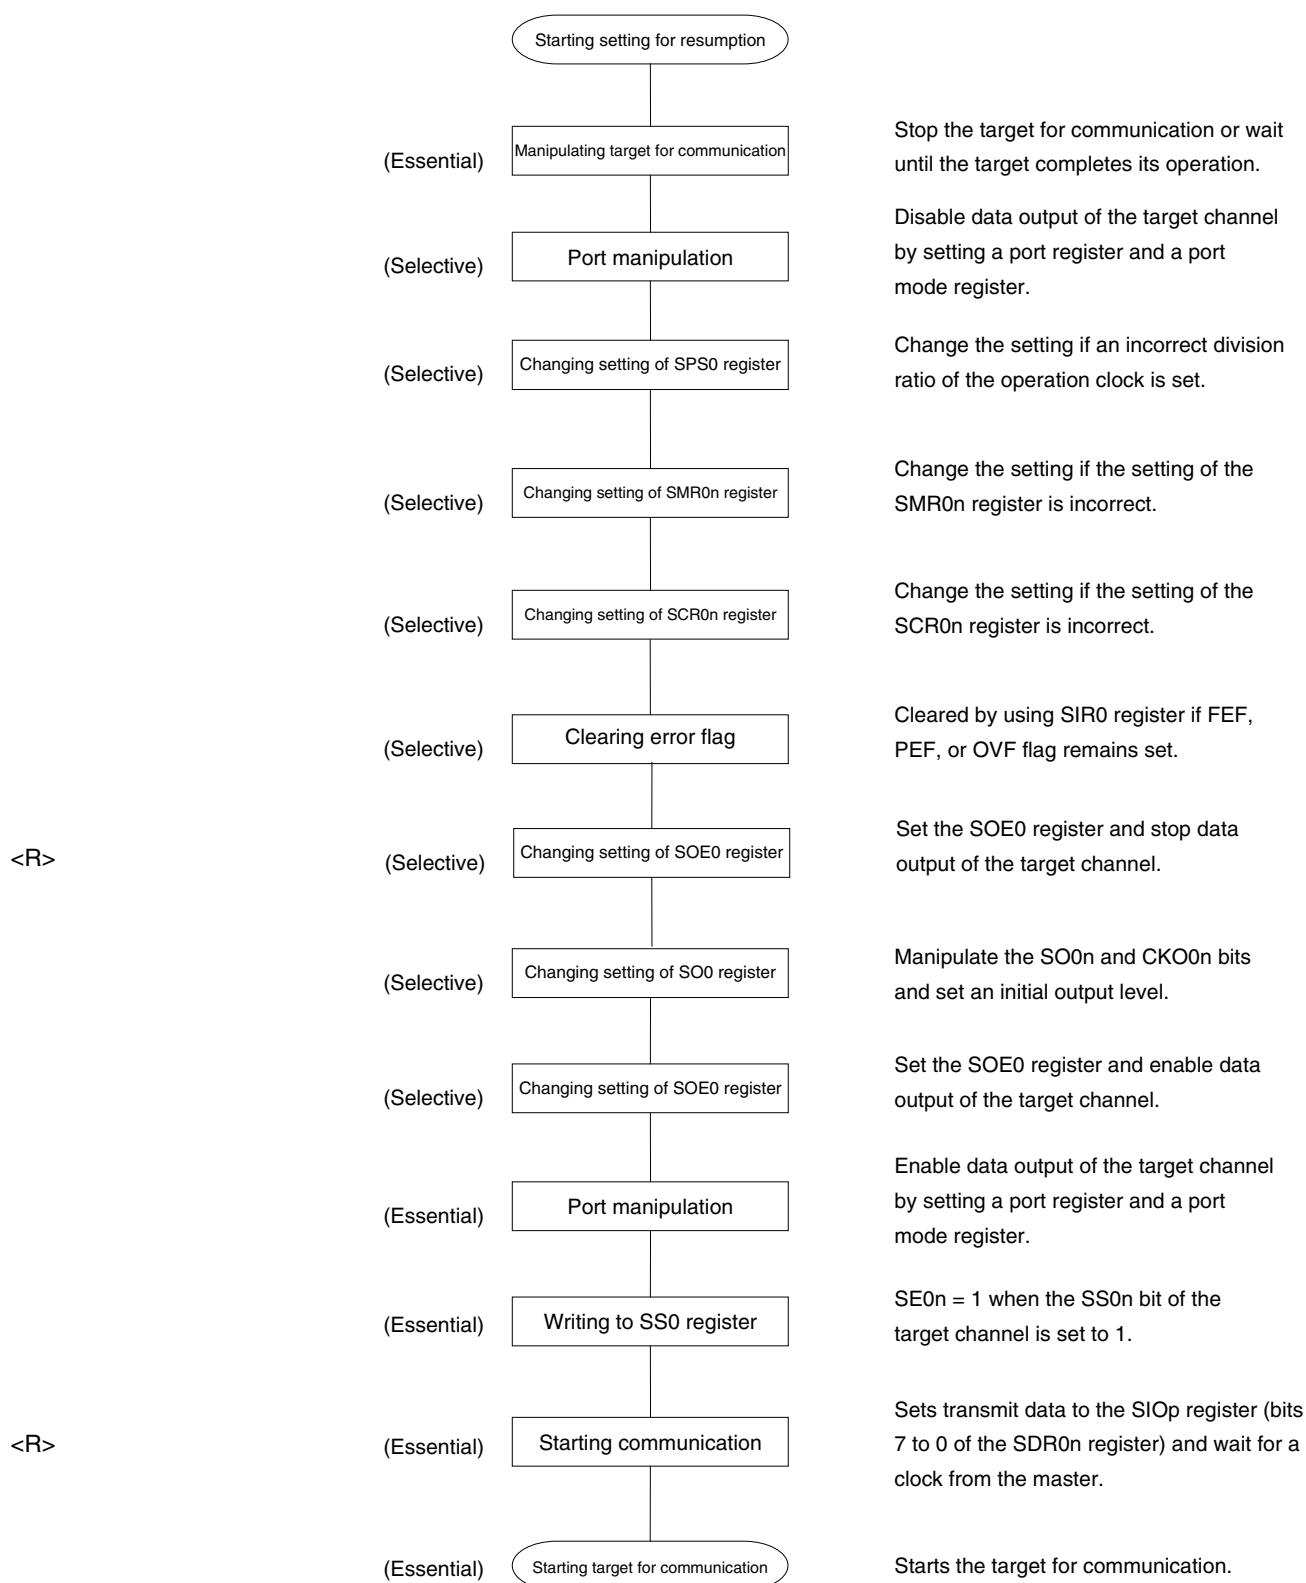 Starting setting for resumption
(Essential)
Manipulating target for communication
Stop the target for communication or wait
until the target completes its operation.
(Selective)
Port manipulation
Disable data output of the target channel
by setting a port register and a port
mode register.
(Selective)
Changing setting of SPS0 register
Change the setting if an incorrect division
ratio of the operation clock is set.
(Selective)
Changing setting of SMR0n register
Change the setting if the setting of the
SMR0n register is incorrect.
(Selective)
Changing setting of SCR0n register
Change the setting if the setting of the
SCR0n register is incorrect.
(Selective)
Clearing error flag
Cleared by using SIR0 register if FEF,
PEF, or OVF flag remains set.
<R>
(Selective)
Changing setting of SOE0 register
Set the SOE0 register and stop data
output of the target channel.
(Selective)
Changing setting of SO0 register
Manipulate the SO0n and CKO0n bits
and set an initial output level.
(Selective)
Changing setting of SOE0 register
Set the SOE0 register and enable data
output of the target channel.
(Essential)
Port manipulation
Enable data output of the target channel
by setting a port register and a port
mode register.
(Essential)
Writing to SS0 register
SE0n = 1 when the SS0n bit of the
target channel is set to 1.
<R>
(Essential)
Starting communication
Sets transmit data to the SIOp register (bits
7 to 0 of the SDR0n register) and wait for a
clock from the master.
(Essential)
Starting target for communication
Starts the target for communication.